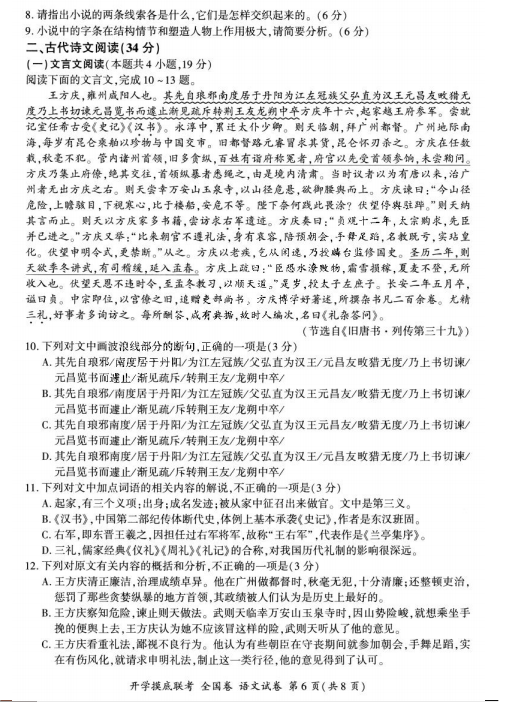 8. 请指出小说的两条线索各是什么,它们是怎样交织起来的。(6 分)
9. 小说中的字条在结构情节和塑造人物上作用极大,请简要分析。(6 分)
二、古代诗文阅读(34 分)
(一)文言文阅读(本题共 4 小题,19 分)
阅读下面的文言文,完成 10～13 题。
王方庆,雍州咸阳人也。其先自琅邪南度居于丹阳为江左冠族父弘直为汉王元昌友畋猎无
度乃上书切谏元昌览书而遽止渐见疏斥转荆王友龙朔中卒方庆年十六,起家越王府参军。尝就
记室任希古受《史记》《汉书》。永淳中,累迁太仆少卿。则天临朝,拜广州都督。广州地际南
海,每岁有昆仑乘舶以珍物与中国交市。旧都督路元睿冒求其货,昆仑怀刃杀之。方庆在任数
载,秋毫不犯。管内诸州首领,旧多贪纵,百姓有诣府称冤者,府官以先受首领参饷,未尝鞫问。
方庆乃集止府僚,绝其交往,首领纵暴者悉绳之,由是境内清肃。当时议者以为有唐以来,治广
州者无出方庆之右。则天尝幸万安山玉泉寺,以山径危悬,欲御腰舆而上。方庆谏曰:“今山径
危险,上瞻骇目,下视寒心,比于楼船,安危不等。陛下奈何践此畏涂?伏望停舆驻跸。”则天纳
其言而止。则天以方庆家多书籍,尝访求右军遗迹。方庆奏曰:“贞观十二年,太宗购求,先臣
并已进之。”方庆又举:“比来朝官不遵礼法,身有哀容,陪预朝会,手舞足蹈,名教既亏,实玷皇
化。伏望申明令式,更禁断。”从之。方庆以老疾,乞从闲逸,乃授麟台监修国史。圣历二年,则
天欲季冬讲武,有司稽缓,延入孟春。方庆上疏曰:“臣恐水潦败物,霜雪损稼,夏麦不登,无所
收入也。伏望天恩不违时令,至孟冬教习,以顺天道。”是岁,授太子左庶子。长安二年五月卒,
谥曰贞。中宗即位,以宫僚之旧,追赠吏部尚书。方庆博学好著述,所撰杂书凡二百余卷。尤精
三礼,好事者多询访之。每所酬答,咸有典据,故时人编次,名曰《礼杂答问》。
(节选自《旧唐书·列传第三十九》)
10. 下列对文中画波浪线部分的断句,正确的一项是(3 分)
A. 其先自琅邪/南度居于丹阳/为江左冠族/父弘直为汉王/元昌友畋猎无度/乃上书切谏/
元昌览书而遽止/渐见疏斥/转荆王友/龙朔中卒/
B. 其先自琅邪/南度居于丹阳/为江左冠族/父弘直为汉王/元昌友畋猎无度/乃上书切谏/
元昌览书而遽止/渐见疏/斥转荆王友/龙朔中卒/
C. 其先自琅邪南度/居于丹阳/为江左冠族/父弘直为汉王元昌友/畋猎无度/乃上书切谏/
元昌览书而遽止/渐见疏斥/转荆王友/龙朔中卒/
D. 其先自琅邪南度/居于丹阳/为江左冠族/父弘直为汉王元昌友/畋猎无度/乃上书切谏/
元昌览书而遽止/渐见疏/斥转荆王友/龙朔中卒/
11. 下列对文中加点词语的相关内容的解说,不正确的一项是(3 分)
A. 起家,有三个义项:出身;成名发迹;被从家中征召出来做官。文中是第三义。
B.《汉书》,中国第二部纪传体断代史,体例上基本承袭《史记》,作者是东汉班固。
C. 右军,即东晋王羲之,因担任过右军将军,故称“王右军”,代表作是《兰亭集序》。
D. 三礼,儒家经典《仪礼》《周礼》《礼记》的合称,对我国历代礼制的影响很深远。
12. 下列对原文有关内容的概括和分析,不正确的一项是(3 分)
A. 王方庆清正廉洁,治理成绩卓异。他在广州做都督时,秋毫无犯,十分清廉;还整顿吏治,
惩罚了那些贪婪纵暴的地方首领,其政绩被人们认为是历史上最好的。
B. 王方庆察知危险,谏止则天做法。武则天临幸万安山玉泉寺时,因山势险峻,就想乘坐手
挽的便舆上去,王方庆认为她不应该冒这样的险,武则天听从了他的意见。
C. 王方庆看重礼法,鄙视不良行为。他认为有些朝臣在守丧期间就参加朝会,手舞足蹈,实
在有伤风化,就请求申明礼法,制止这一类行径,他的意见得到了认可。
开学摸底联考 全国卷 语文试卷 第 6 页(共 8 页)